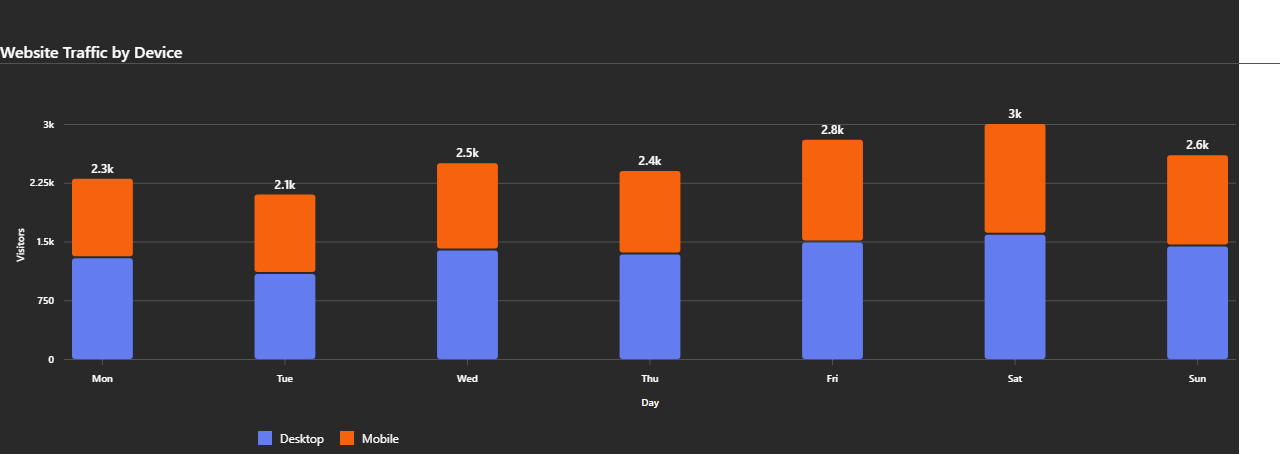 Website Traffic by Device
3k
2.25k
1.5k
750
0
Visitors
2.3k
2.1k
2.5k
2.4k
2.8k
3k
2.6k
Mon
Tue
Wed
Thu
Fri
Sat
Sun
Day
Desktop
Mobile